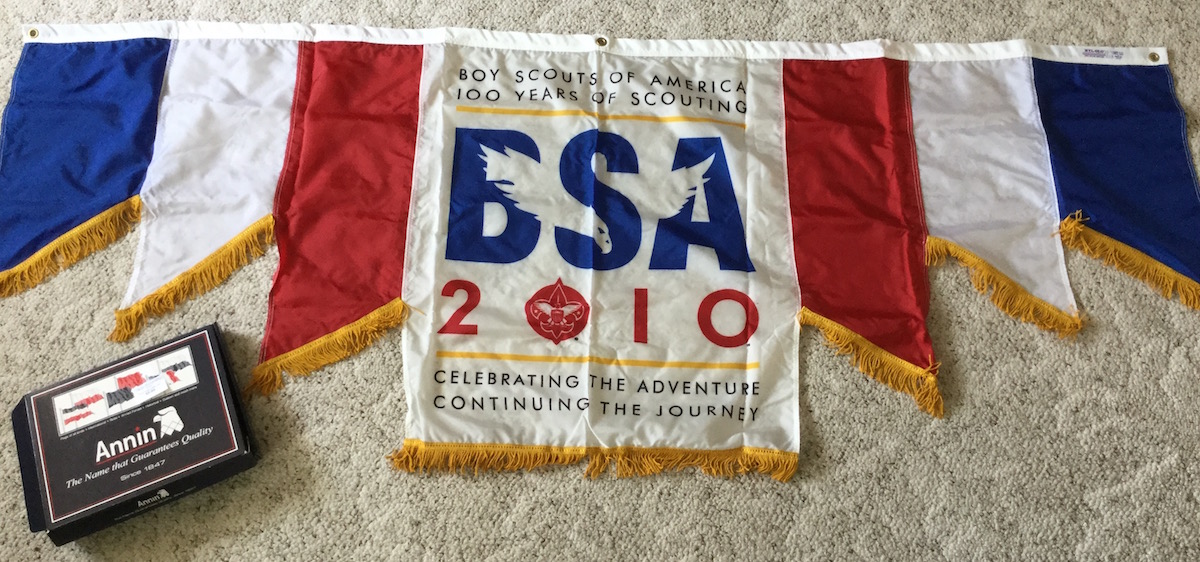 BOY SCOUTS OF AMERICA
100 YEARS OF SCOUTING
BSA
2010
CELEBRATING THE ADVENTURE
CONTINUING THE JOURNEY
Annin
The Name that Guarantees Quality
Since 1847
Annin